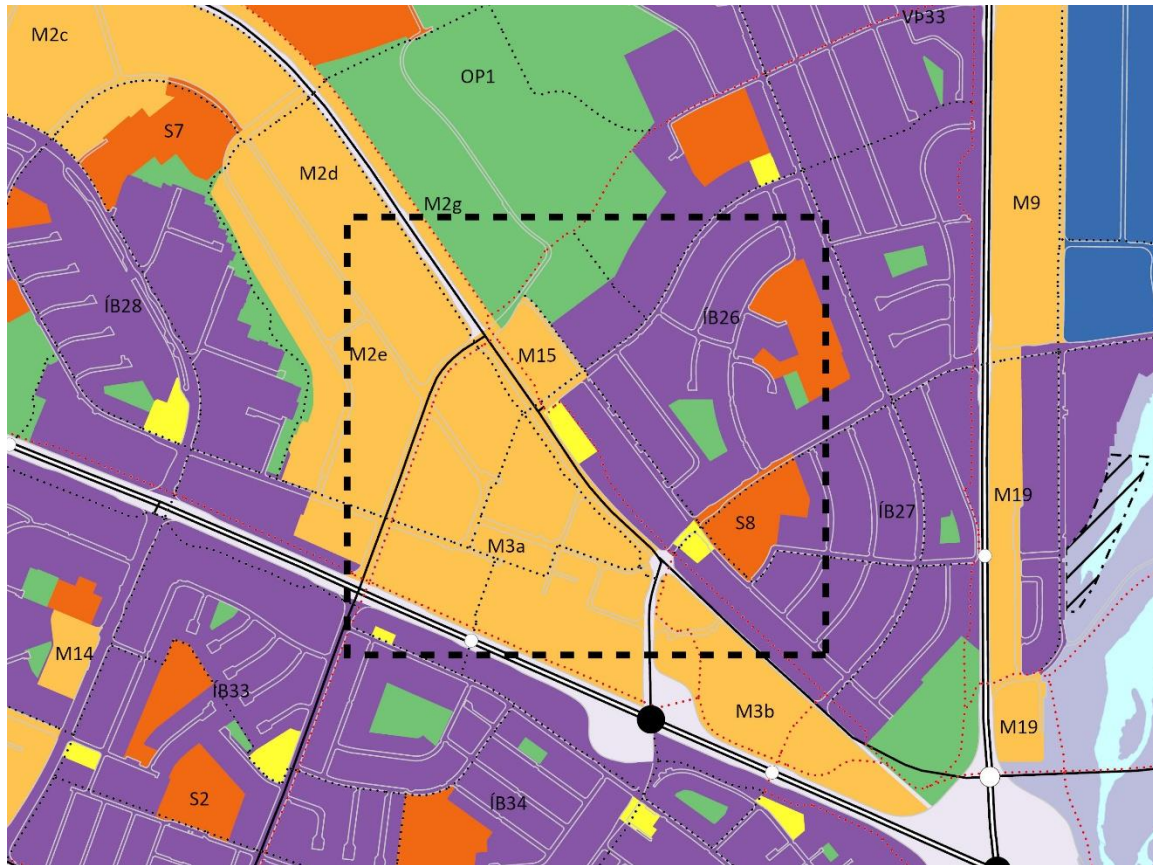 M2c
VÞ33
OP1
S7
M2d
M2g
M9
ÍB28
ÍB26
M2e
M15
M19
S8
ÍB27
M3a
M14
ÍB33
M3b
M19
S2
ÍB34